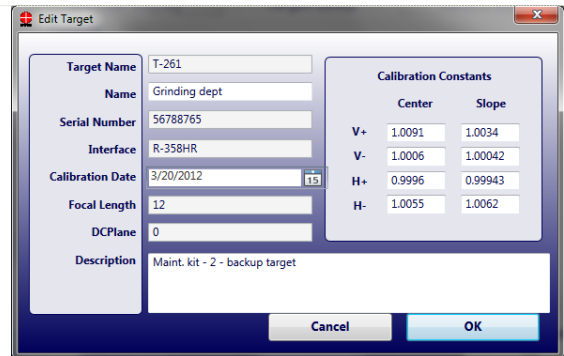 Edit Target
Target Name T-261
Name Grinding dept
Serial Number 56788765
Interface R-358HR
Calibration Date 3/20/2012 15
Focal Length 12
DCPlane 0
Description Maint. kit - 2 - backup target
Calibration Constants
Center Slope
V+ 1.0091 1.0034
V- 1.0006 1.00042
H+ 0.9996 0.99943
H- 1.0055 1.0062
Cancel OK